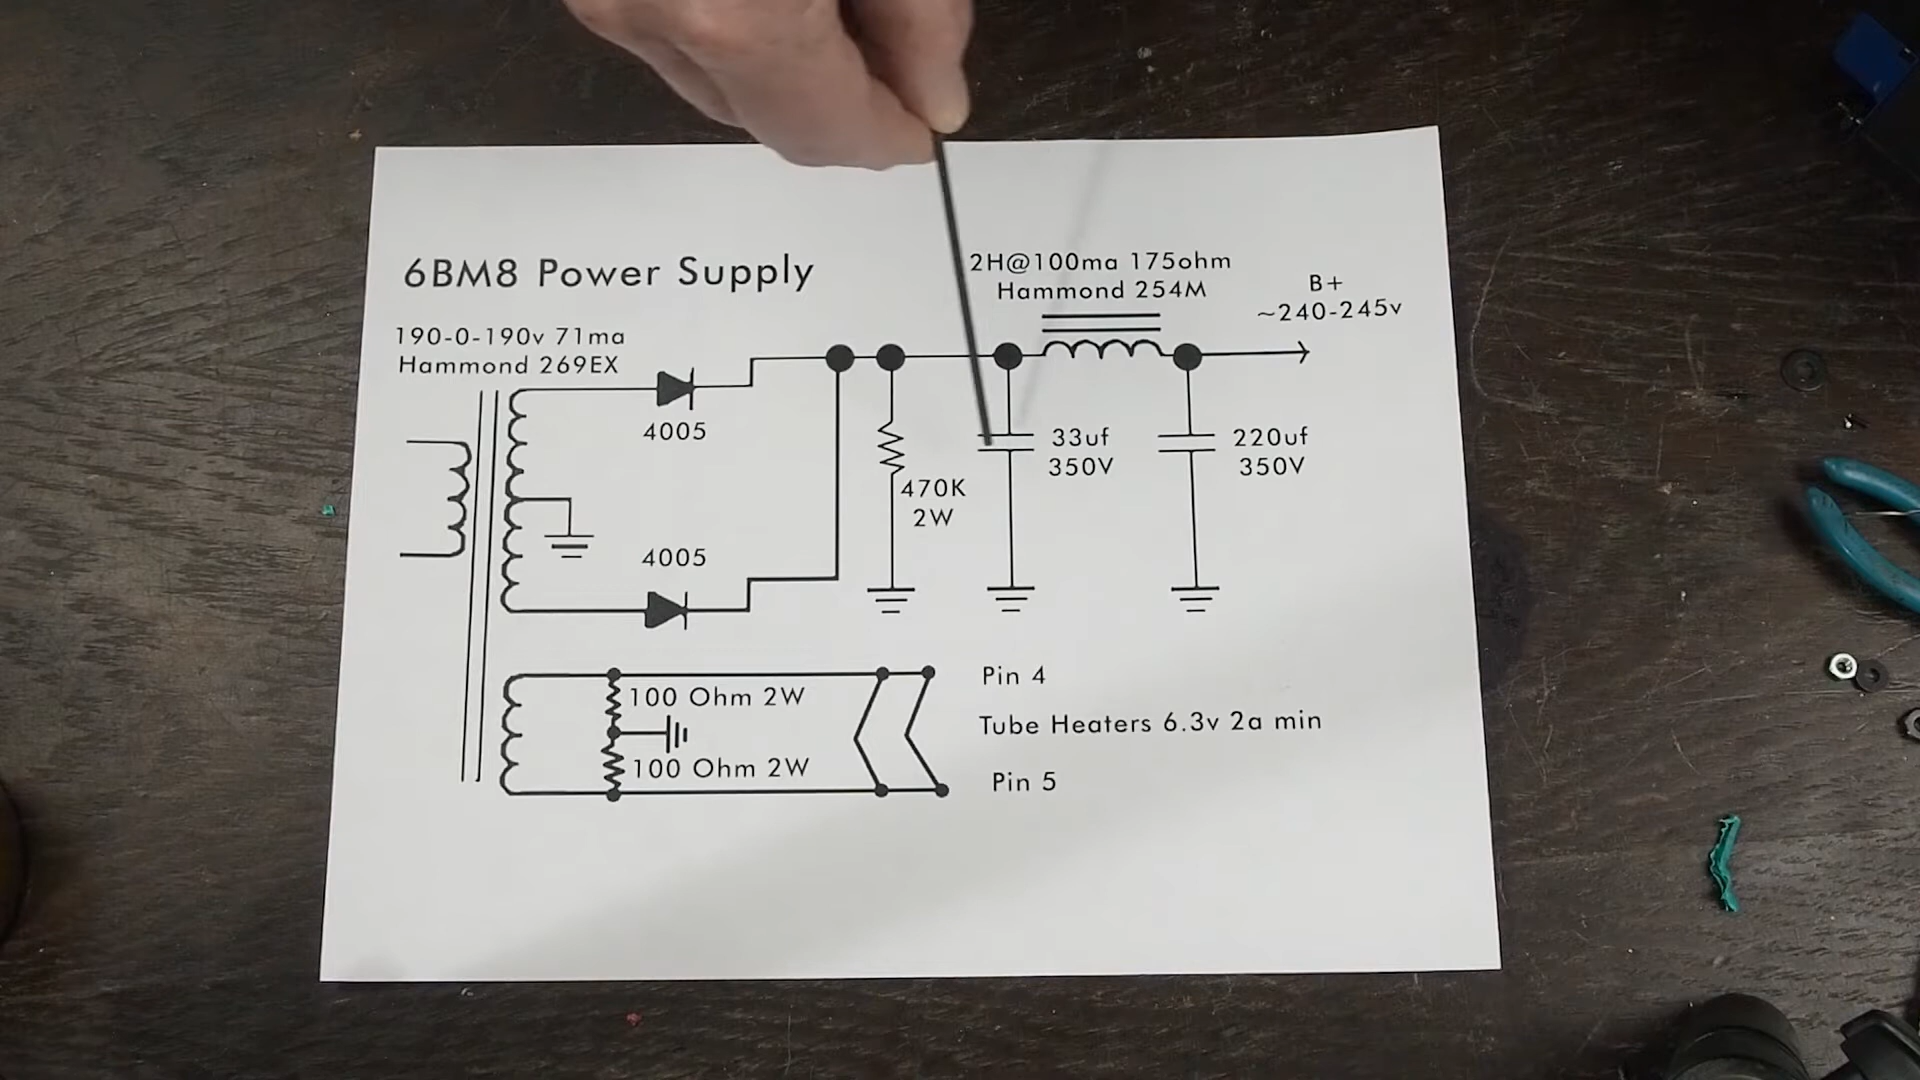 6BM8 Power Supply
190-0-190v 71ma
Hammond 269EX
4005
4005
470K
2W
2H@100ma 175ohm
Hammond 254M
33uf
350V
B+
~240-245v
220uf
350V
100 Ohm 2W
100 Ohm 2W
Pin 4
Tube Heaters 6.3v 2a min
Pin 5